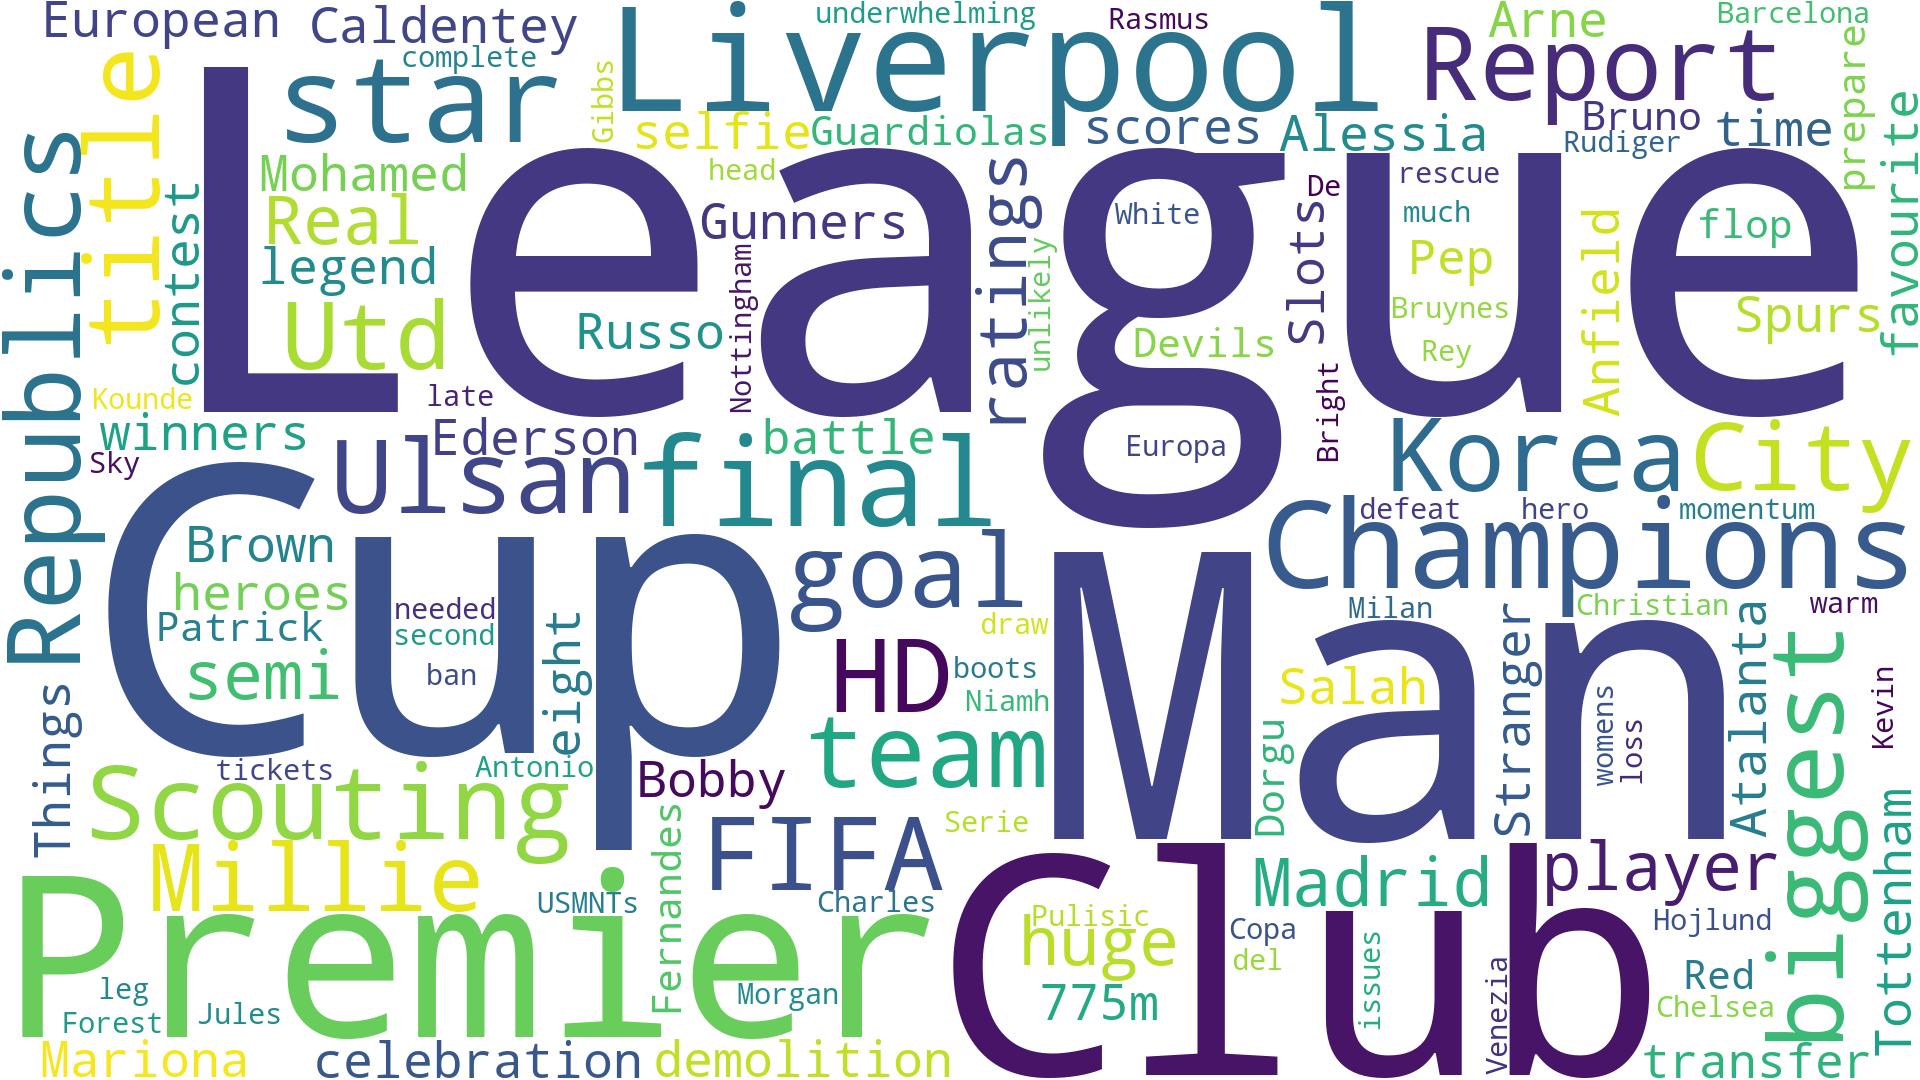 European
Caldentey
underwhelming
Rasmus
Arne
Barcelona
complete
Liverpool
Report
title
star
Gibbs
selfie
Guardiolas
scores
Alessia
Bruno
Rudiger
time
prepare
favourite
Republics
contest
League
Mohamed
head
Gunners
ratings
White
De
rescue
much
Slots
Pep
Anfield
flop
Real
legend
Utd
Russo
Nottingham
unlikely
Devils
Bruynes
Rey
Spurs
Kounde
late
Bright
winners
Sky
Ulsan
Ederson
final
battle
Europa
Korea
City
Cup
Champions
defeat
hero
momentum
Brown
heroes
Patrick
semi
needed
second
ban
eight
goal
draw
HD
boots
Niamh
team
Man
Milan
Christian
warm
Salah
Stranger
womens
loss
Atalanta
biggest
Kevin
Dorgu
Things
tickets
Antonio
Bobby
Scouting
Serie
FIFA
Millie
Fernandes
USMNTs
Charles
Premier
Club
Madrid
player
Pulisic
huge
Copa
del
issues
Hojlund
Red
Chelsea
Tottenham
775m
Morgan
leg
Forest
Jules
Venezia
Mariona
celebration
demolition
transfer